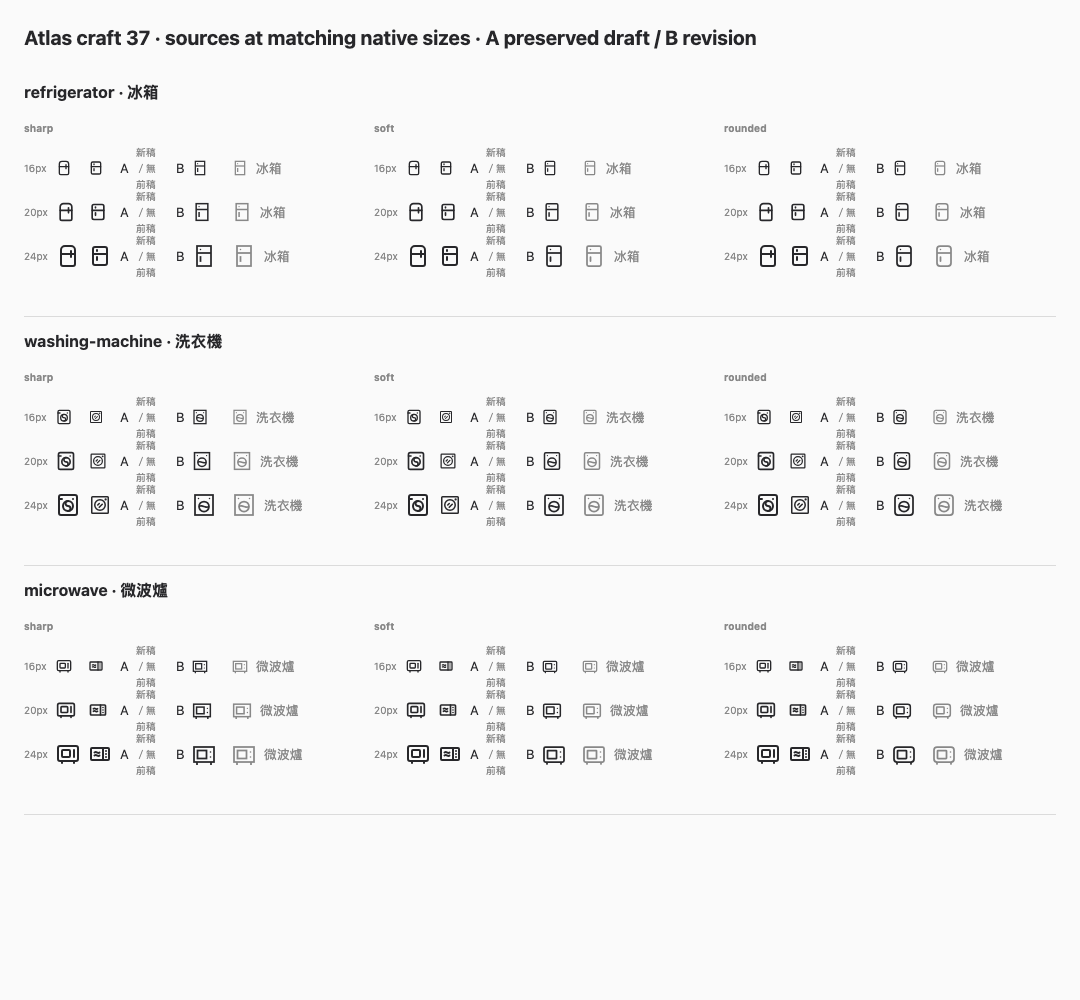 Atlas craft 37 · sources at matching native sizes · A preserved draft / B revision
refrigerator · 冰箱
sharp
16px A 新稿 / 無前稿 B 冰箱
20px A 新稿 / 無前稿 B 冰箱
24px A 新稿 / 無前稿 B 冰箱
soft
16px A 新稿 / 無前稿 B 冰箱
20px A 新稿 / 無前稿 B 冰箱
24px A 新稿 / 無前稿 B 冰箱
rounded
16px A 新稿 / 無前稿 B 冰箱
20px A 新稿 / 無前稿 B 冰箱
24px A 新稿 / 無前稿 B 冰箱
washing-machine · 洗衣機
sharp
16px A 新稿 / 無前稿 B 洗衣機
20px A 新稿 / 無前稿 B 洗衣機
24px A 新稿 / 無前稿 B 洗衣機
soft
16px A 新稿 / 無前稿 B 洗衣機
20px A 新稿 / 無前稿 B 洗衣機
24px A 新稿 / 無前稿 B 洗衣機
rounded
16px A 新稿 / 無前稿 B 洗衣機
20px A 新稿 / 無前稿 B 洗衣機
24px A 新稿 / 無前稿 B 洗衣機
microwave · 微波爐
sharp
16px A 新稿 / 無前稿 B 微波爐
20px A 新稿 / 無前稿 B 微波爐
24px A 新稿 / 無前稿 B 微波爐
soft
16px A 新稿 / 無前稿 B 微波爐
20px A 新稿 / 無前稿 B 微波爐
24px A 新稿 / 無前稿 B 微波爐
rounded
16px A 新稿 / 無前稿 B 微波爐
20px A 新稿 / 無前稿 B 微波爐
24px A 新稿 / 無前稿 B 微波爐